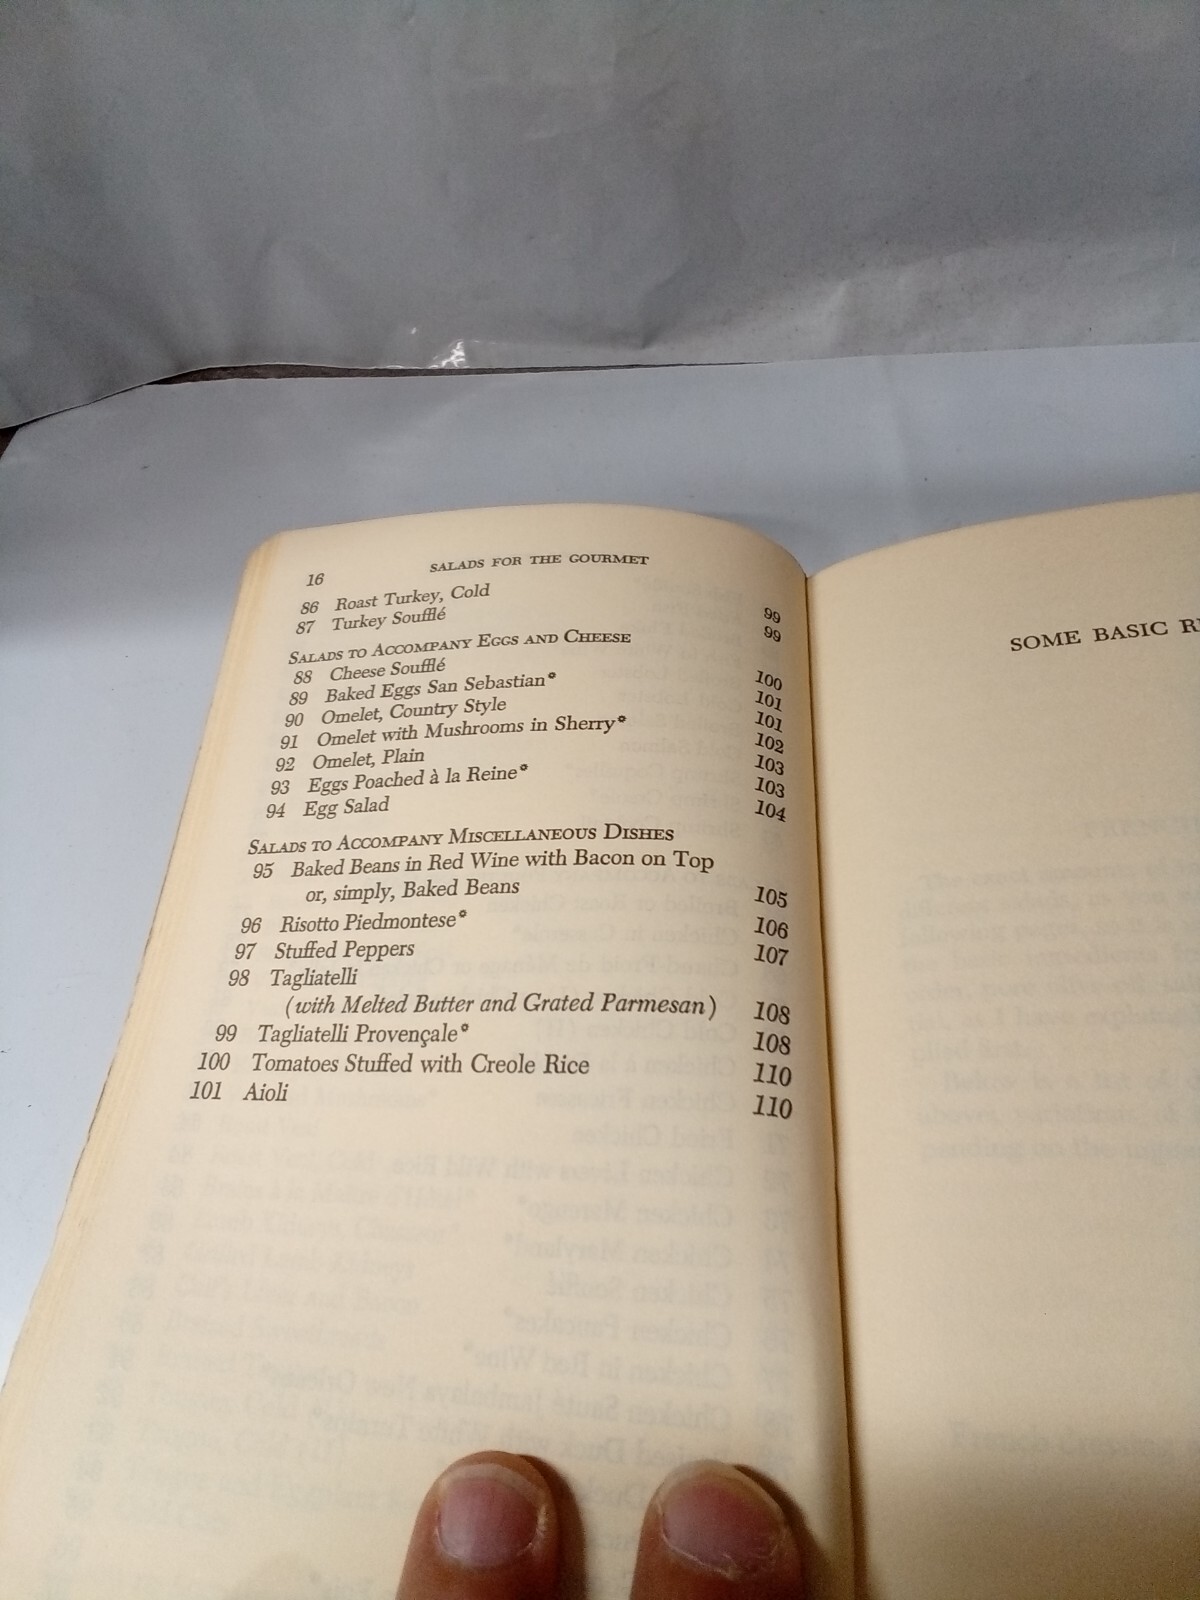 16 SALADS FOR THE GOURMET
86 Roast Turkey, Cold 99
87 Turkey Soufflé 99
SALADS TO ACCOMPANY EGGS AND CHEESE
88 Cheese Soufflé 100
89 Baked Eggs San Sebastian* 101
90 Omelet, Country Style 101
91 Omelet with Mushrooms in Sherry* 102
92 Omelet, Plain 103
93 Eggs Poached à la Reine* 103
94 Egg Salad 104
SALADS TO ACCOMPANY MISCELLANEOUS DISHES
95 Baked Beans in Red Wine with Bacon on Top
or, simply, Baked Beans 105
96 Risotto Piedmontese* 106
97 Stuffed Peppers 107
98 Tagliatelli
(with Melted Butter and Grated Parmesan) 108
99 Tagliatelli Provençale* 108
100 Tomatoes Stuffed with Creole Rice 110
101 Aioli 110
SOME BASIC